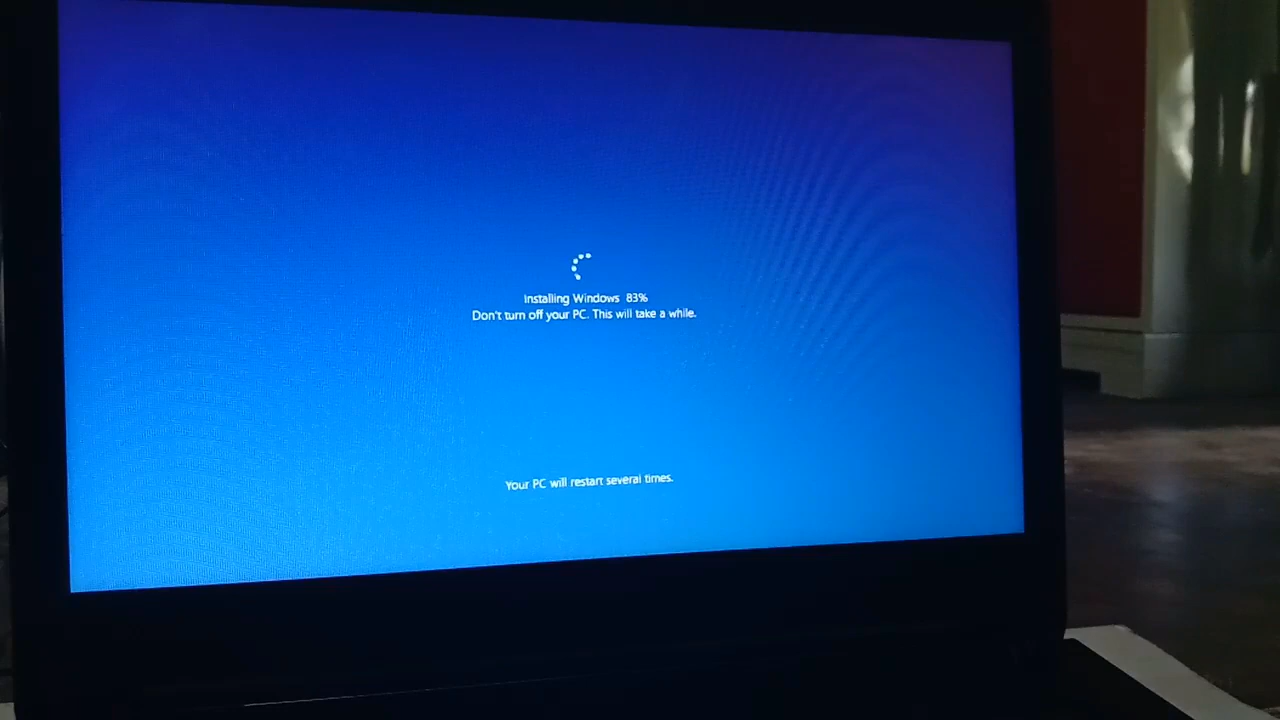 Installing Windows 83%
Don't turn off your PC. This will take a while.
Your PC will restart several times.